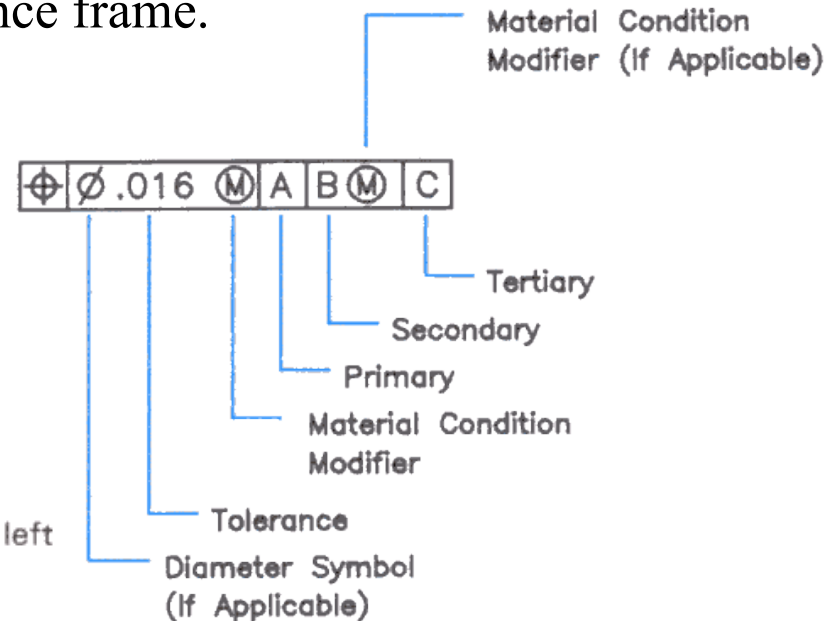 nce frame.
Material Condition
Modifier (If Applicable)
⌖ Ø .016 Ⓜ A B Ⓜ C
Tertiary
Secondary
Primary
Material Condition
Modifier
Tolerance
left
Diameter Symbol
(If Applicable)